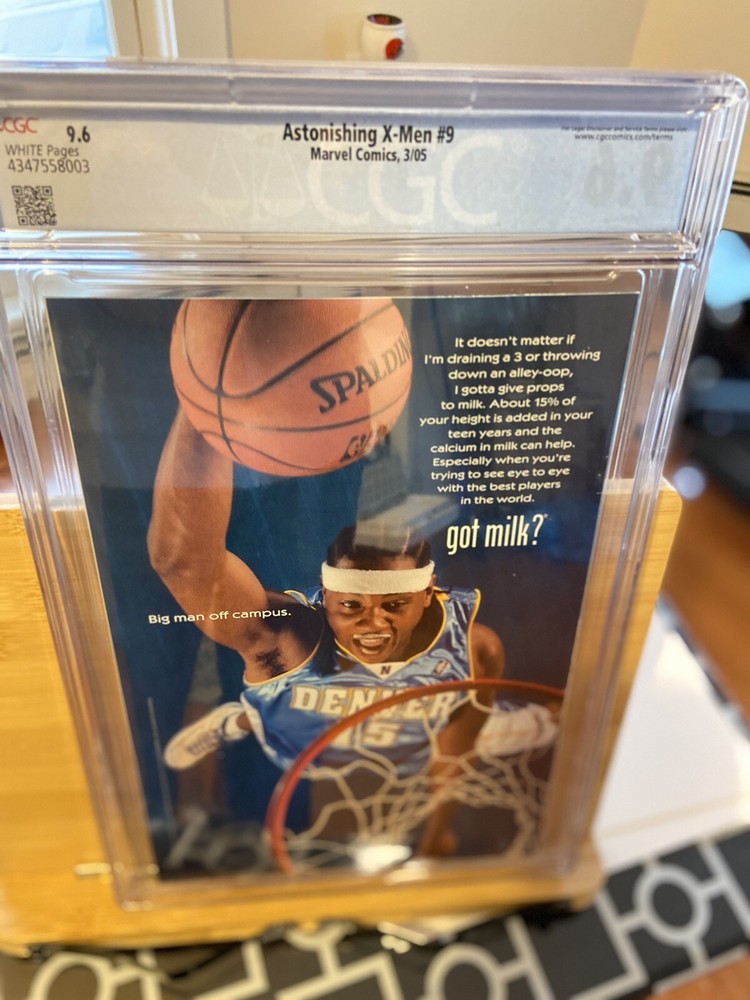 CGC
9.6
WHITE Pages
4347558003
Astonishing X-Men #9
Marvel Comics, 3/05
www.cgccomics.com/terms
CGC
SPALDING
It doesn't matter if
I'm draining a 3 or throwing
down an alley-oop,
I gotta give props
to milk. About 15% of
your height is added in your
teen years and the
calcium in milk can help.
Especially when you're
trying to see eye to eye
with the best players
in the world.
got milk?
Big man off campus.
N
DENVER
15